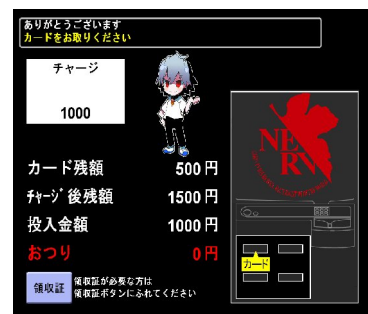 ありがとうございます
カードをお取りください
チャージ
1000
カード残額 500円
ﾁｬｰｼﾞ後残額 1500円
投入金額 1000円
おつり 0円
領収証
領収証が必要な方は
領収証ボタンにふれてください
NERV
カード